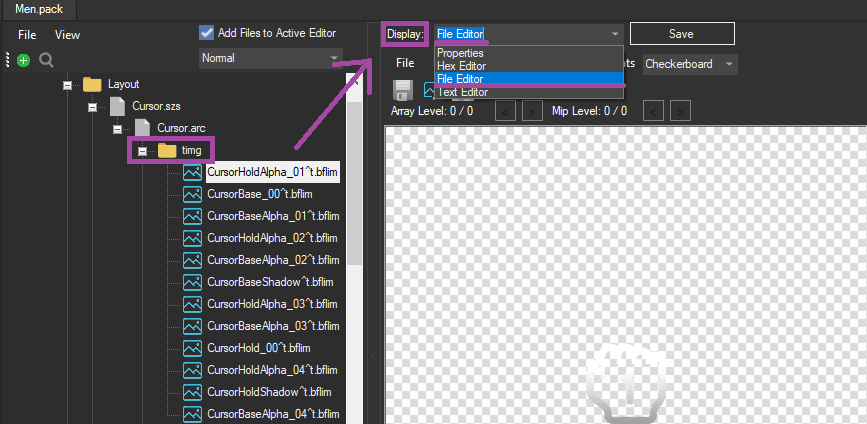 Men.pack
File View
Add Files to Active Editor
Normal
Layout
Cursor.szs
Cursor.arc
timg
CursorHoldAlpha_01^t.bflim
CursorBase_00^t.bflim
CursorBaseAlpha_01^t.bflim
CursorHoldAlpha_02^t.bflim
CursorBaseAlpha_02^t.bflim
CursorBaseShadow^t.bflim
CursorHoldAlpha_03^t.bflim
CursorBaseAlpha_03^t.bflim
CursorHold_00^t.bflim
CursorHoldAlpha_04^t.bflim
CursorHoldShadow^t.bflim
CursorBaseAlpha_04^t.bflim
Display: File Editor Save
Properties
Hex Editor
File Editor
Text Editor
File Checkerboard
Array Level: 0 / 0 < > Mip Level: 0 / 0 < >